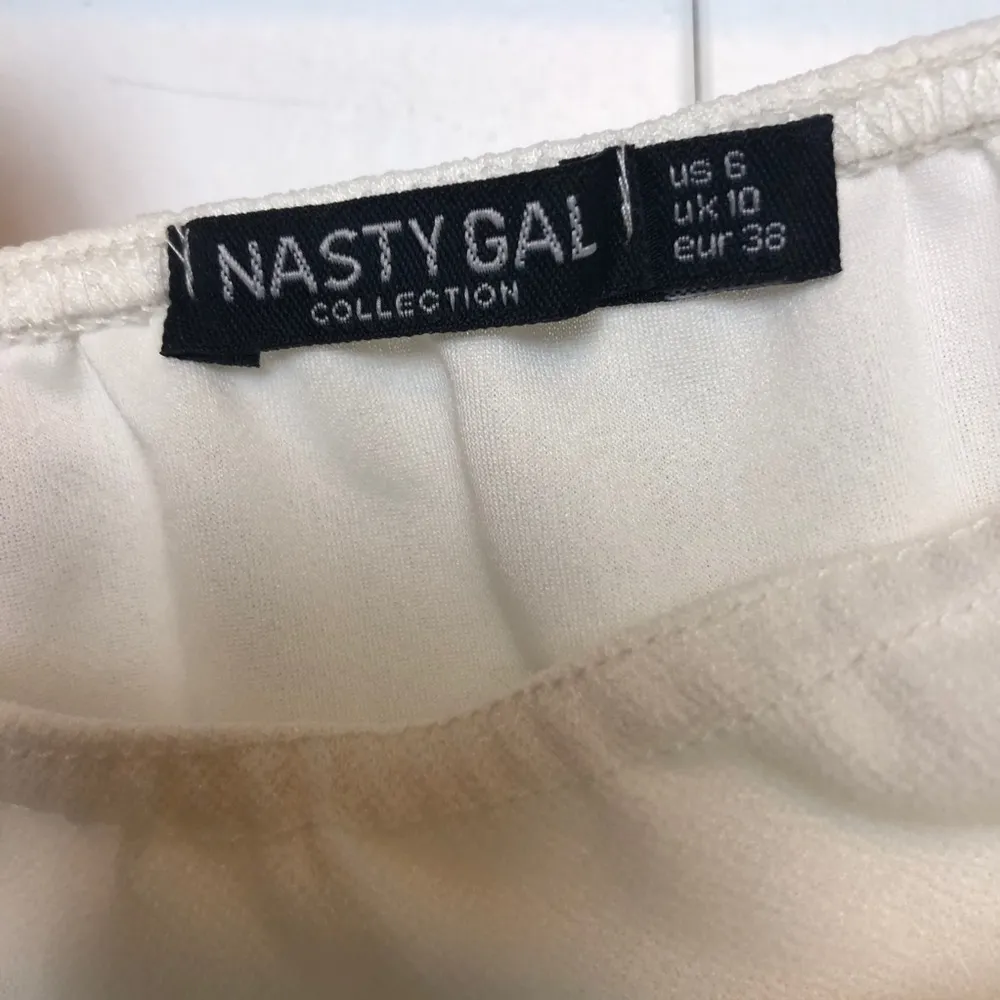 NASTY GAL
COLLECTION
us 6
uk 10
eur 38